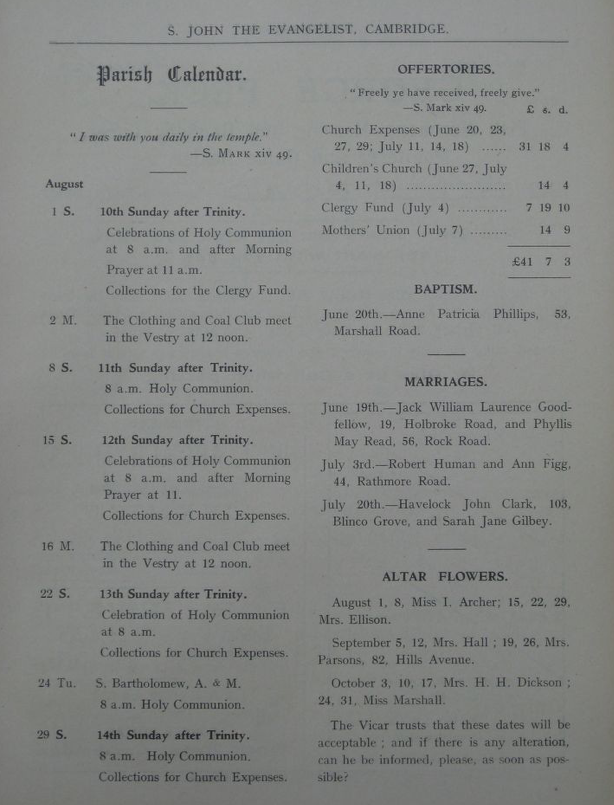 S. JOHN THE EVANGELIST, CAMBRIDGE.
Parish Calendar.
"I was with you daily in the temple."
—S. MARK xiv 49.
August
1 S. 10th Sunday after Trinity.
Celebrations of Holy Communion
at 8 a.m. and after Morning
Prayer at 11 a.m.
Collections for the Clergy Fund.
2 M. The Clothing and Coal Club meet
in the Vestry at 12 noon.
8 S. 11th Sunday after Trinity.
8 a.m. Holy Communion.
Collections for Church Expenses.
15 S. 12th Sunday after Trinity.
Celebrations of Holy Communion
at 8 a.m. and after Morning
Prayer at 11.
Collections for Church Expenses.
16 M. The Clothing and Coal Club meet
in the Vestry at 12 noon.
22 S. 13th Sunday after Trinity.
Celebration of Holy Communion
at 8 a.m.
Collections for Church Expenses.
24 Tu. S. Bartholomew, A. & M.
8 a.m. Holy Communion.
29 S. 14th Sunday after Trinity.
8 a.m. Holy Communion.
Collections for Church Expenses.
OFFERTORIES.
"Freely ye have received, freely give."
—S. Mark xiv 49. £ s. d.
Church Expenses (June 20, 23,
27, 29; July 11, 14, 18) ...... 31 18 4
Children's Church (June 27, July
4, 11, 18) ........................ 14 4
Clergy Fund (July 4) ............ 7 19 10
Mothers' Union (July 7) ......... 14 9
£41 7 3
BAPTISM.
June 20th.—Anne Patricia Phillips, 53,
Marshall Road.
MARRIAGES.
June 19th.—Jack William Laurence Good-
fellow, 19, Holbroke Road, and Phyllis
May Read, 56, Rock Road.
July 3rd.—Robert Human and Ann Figg,
44, Rathmore Road.
July 20th.—Havelock John Clark, 103,
Blinco Grove, and Sarah Jane Gilbey.
ALTAR FLOWERS.
August 1, 8, Miss I. Archer; 15, 22, 29,
Mrs. Ellison.
September 5, 12, Mrs. Hall ; 19, 26, Mrs.
Parsons, 82, Hills Avenue.
October 3, 10, 17, Mrs. H. H. Dickson ;
24, 31, Miss Marshall.
The Vicar trusts that these dates will be
acceptable ; and if there is any alteration,
can he be informed, please, as soon as pos-
sible?